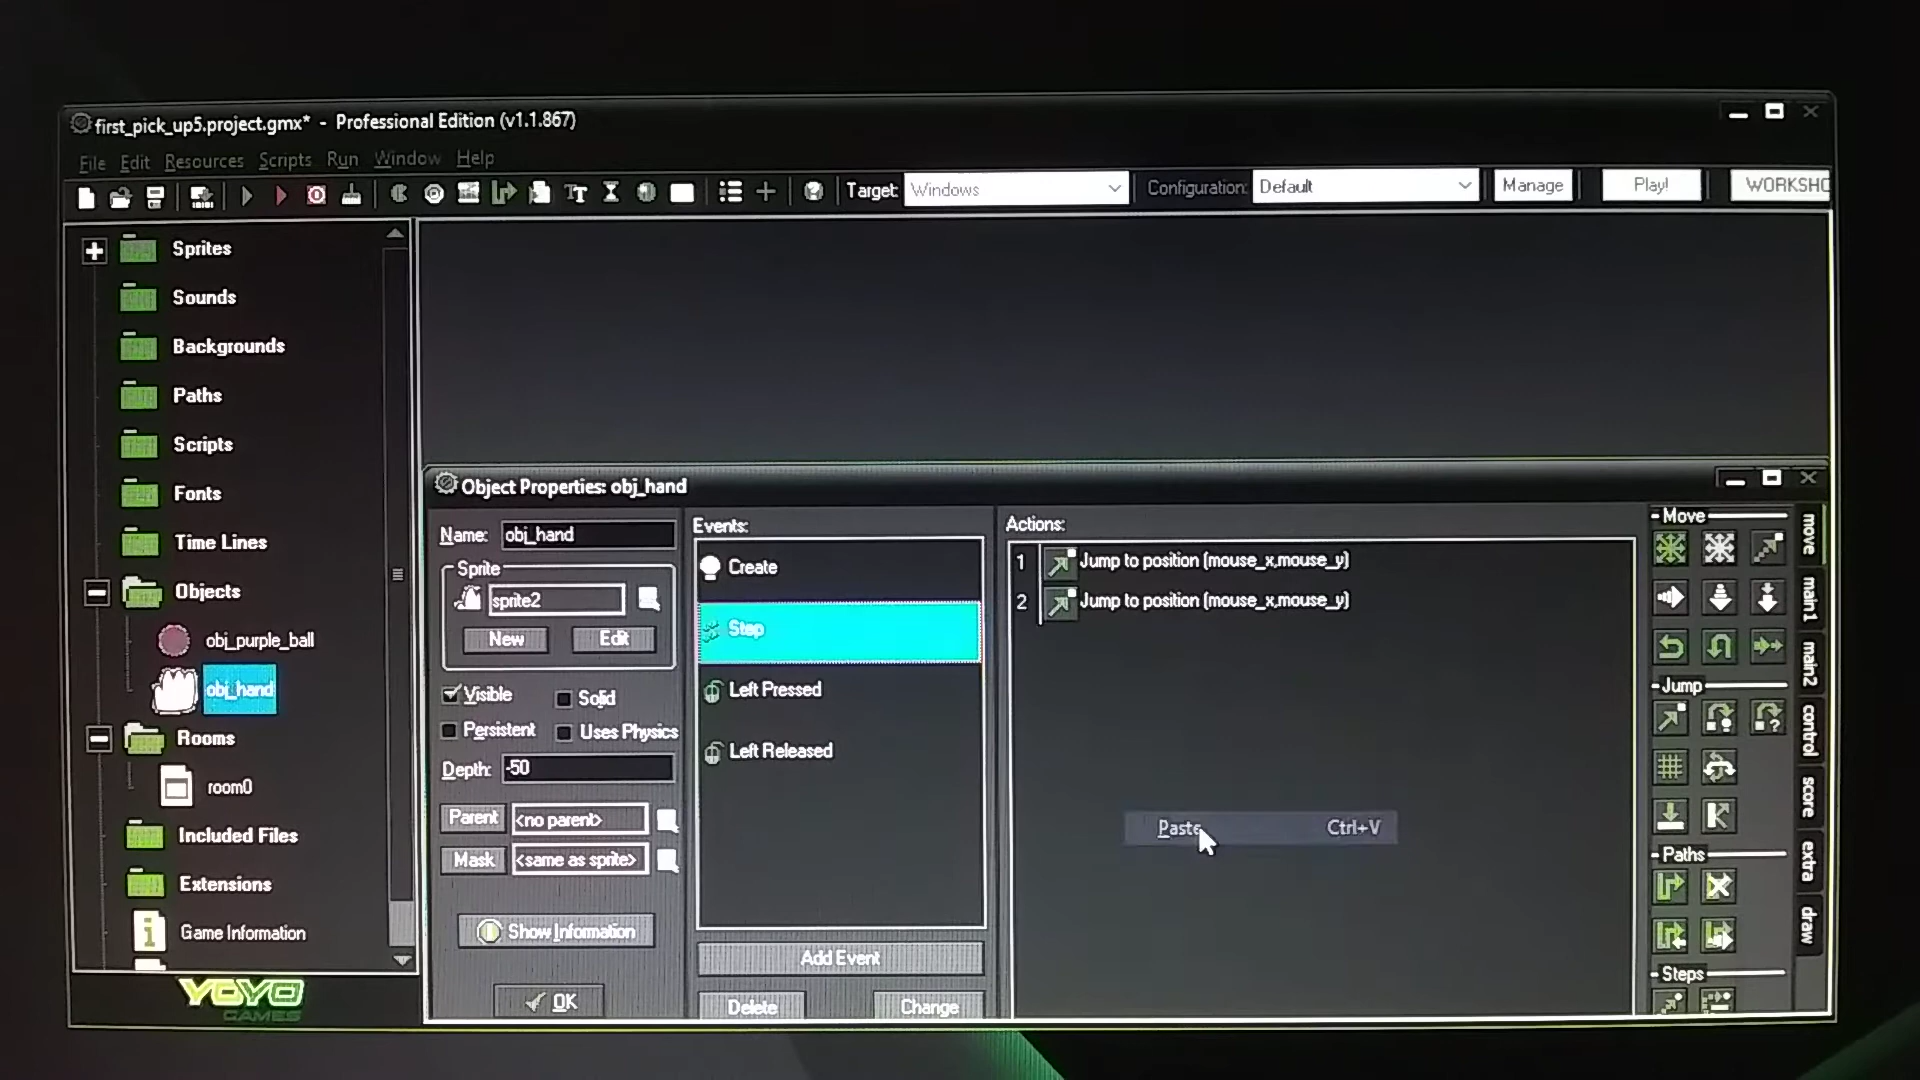 first_pick_up5.project.gmx* - Professional Edition (v1.1.867)
File Edit Resources Scripts Run Window Help
Target: Windows Configuration: Default Manage Play! WORKSHO
Sprites
Sounds
Backgrounds
Paths
Scripts
Fonts
Time Lines
Objects
obj_purple_ball
obj_hand
Rooms
room0
Included Files
Extensions
Game Information
YOYO
GAMES
Object Properties: obj_hand
Name: obj_hand
Sprite
sprite2
New Edit
Visible Solid
Persistent Uses Physics
Depth: -50
Parent <no parent>
Mask <same as sprite>
Show Information
OK
Events:
Create
Step
Left Pressed
Left Released
Add Event
Delete Change
Actions:
1 Jump to position (mouse_x,mouse_y)
2 Jump to position (mouse_x,mouse_y)
Paste Ctrl+V
Move
Jump
Paths
Steps
move
main1
main2
control
score
extra
draw